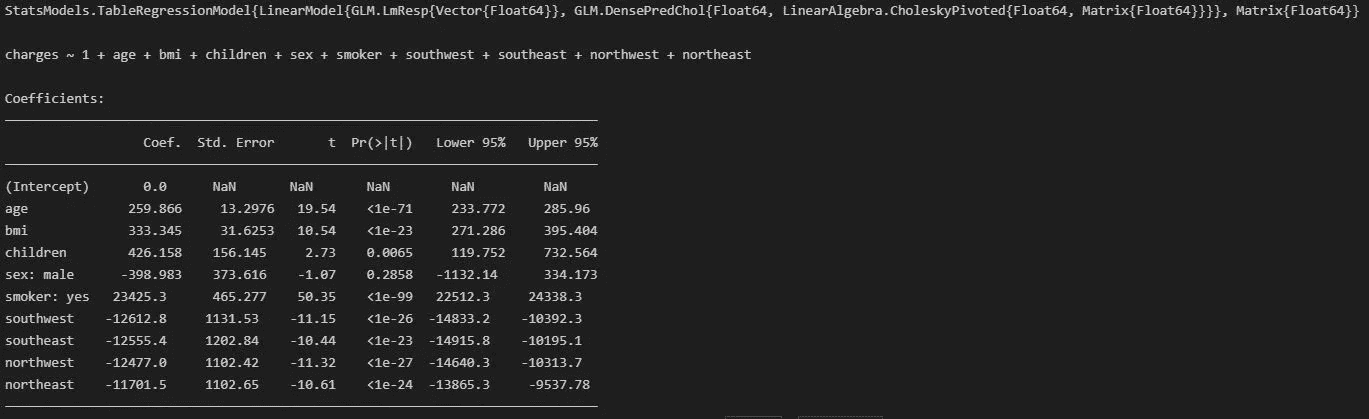 StatsModels.TableRegressionModel{LinearModel{GLM.LmResp{Vector{Float64}}, GLM.DensePredChol{Float64, LinearAlgebra.CholeskyPivoted{Float64, Matrix{Float64}}}}, Matrix{Float64}}
charges ~ 1 + age + bmi + children + sex + smoker + southwest + southeast + northwest + northeast
Coefficients:
Coef. Std. Error t Pr(>|t|) Lower 95% Upper 95%
(Intercept) 0.0 NaN NaN NaN NaN NaN
age 259.866 13.2976 19.54 <1e-71 233.772 285.96
bmi 333.345 31.6253 10.54 <1e-23 271.286 395.404
children 426.158 156.145 2.73 0.0065 119.752 732.564
sex: male -398.983 373.616 -1.07 0.2858 -1132.14 334.173
smoker: yes 23425.3 465.277 50.35 <1e-99 22512.3 24338.3
southwest -12612.8 1131.53 -11.15 <1e-26 -14833.2 -10392.3
southeast -12555.4 1202.84 -10.44 <1e-23 -14915.8 -10195.1
northwest -12477.0 1102.42 -11.32 <1e-27 -14640.3 -10313.7
northeast -11701.5 1102.65 -10.61 <1e-24 -13865.3 -9537.78